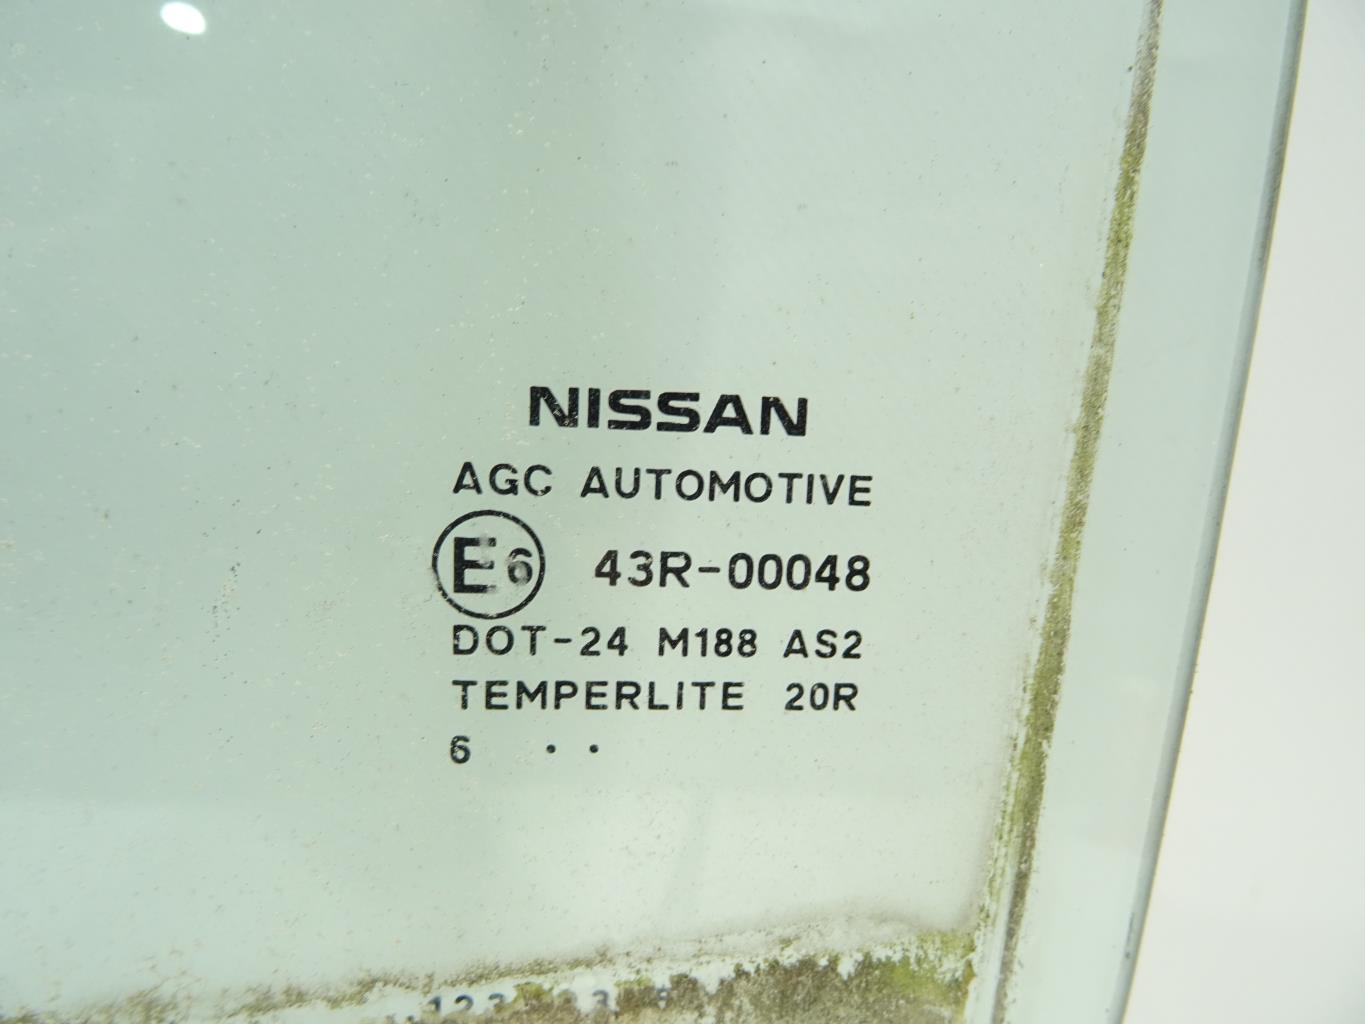 NISSAN
AGC AUTOMOTIVE
E6 43R-00048
DOT-24 M188 AS2
TEMPERLITE 20R
6 • •